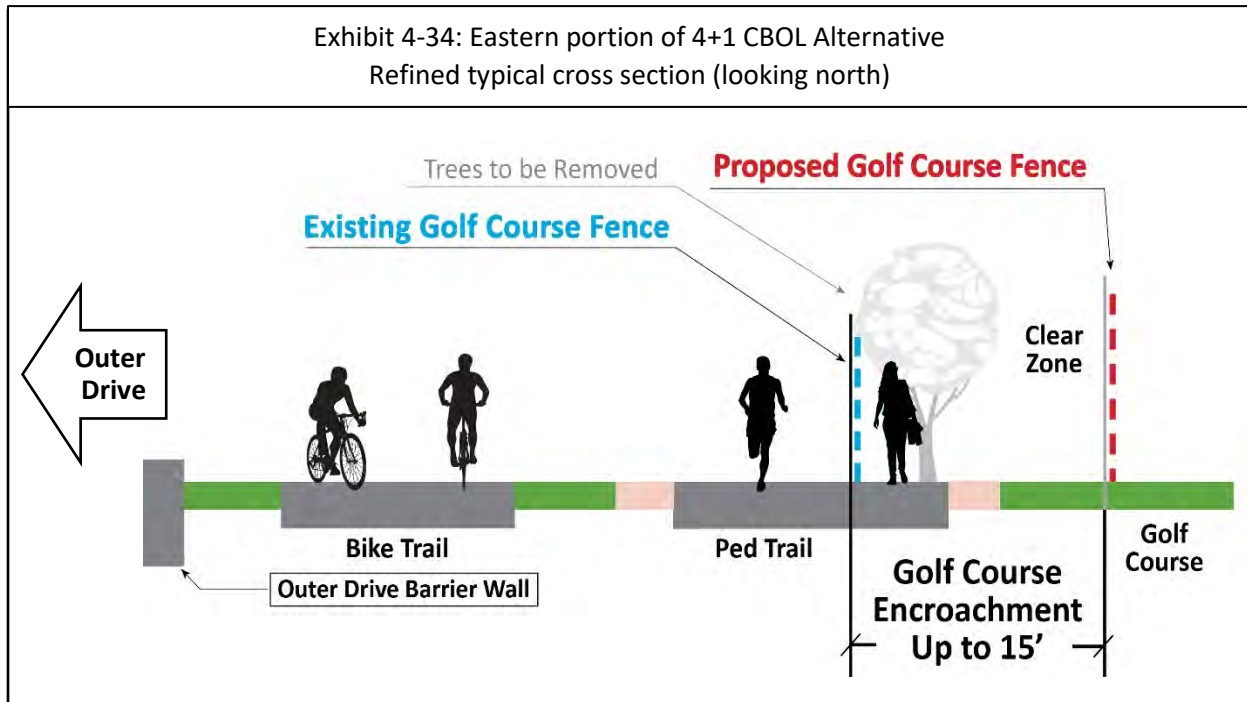 Exhibit 4-34: Eastern portion of 4+1 CBOL Alternative
Refined typical cross section (looking north)
Trees to be Removed
Proposed Golf Course Fence
Existing Golf Course Fence
Outer
Drive
Clear
Zone
Bike Trail
Ped Trail
Golf
Course
Outer Drive Barrier Wall
Golf Course
Encroachment
Up to 15’